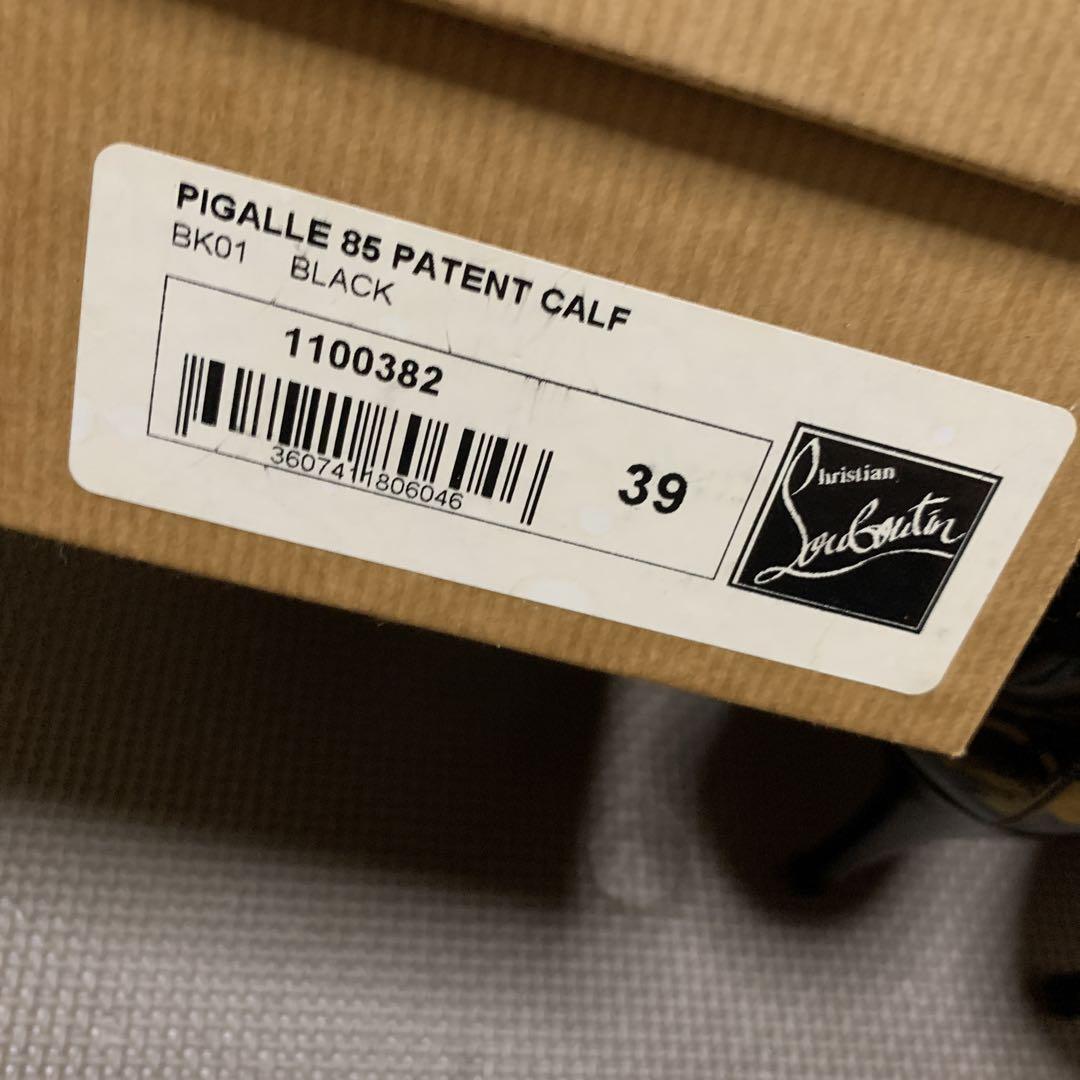 PIGALLE 85 PATENT CALF
BK01 BLACK
1100382
3607411806046
39
Christian
Louboutin